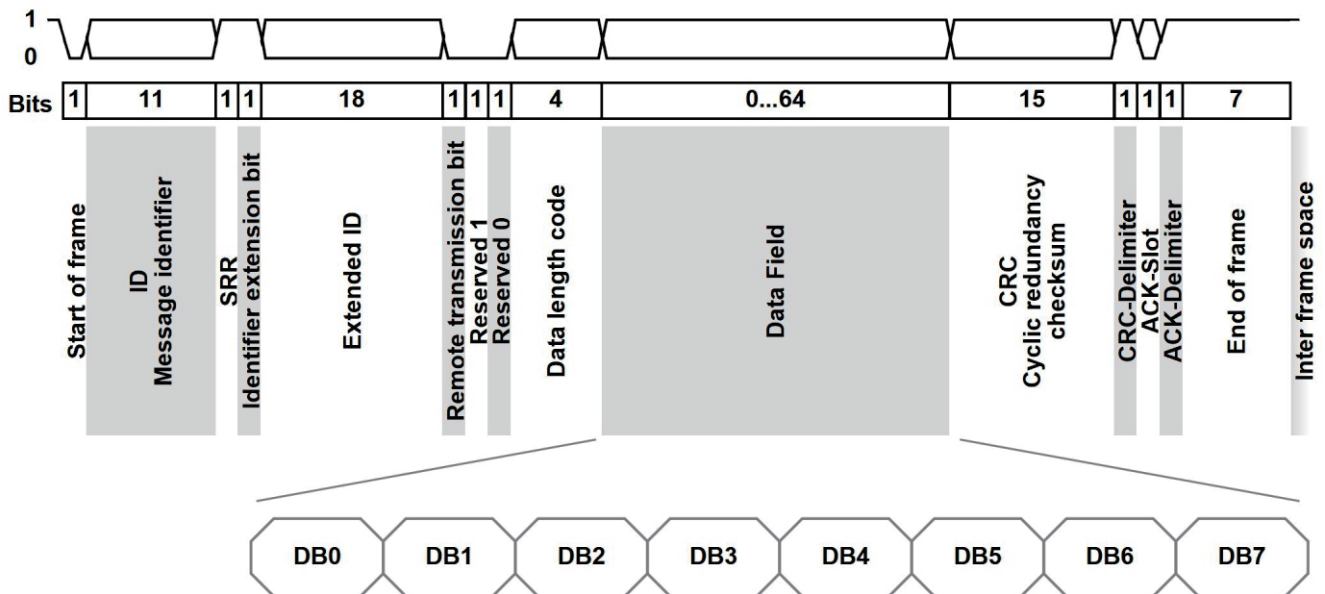 1
0
Bits 1 11 1 1 18 1 1 1 4 0...64 15 1 1 1 7
Start of frame
ID
Message identifier
SRR
Identifier extension bit
Extended ID
Remote transmission bit
Reserved 1
Reserved 0
Data length code
Data Field
CRC
Cyclic redundancy
checksum
CRC-Delimiter
ACK-Slot
ACK-Delimiter
End of frame
Inter frame space
DB0 DB1 DB2 DB3 DB4 DB5 DB6 DB7